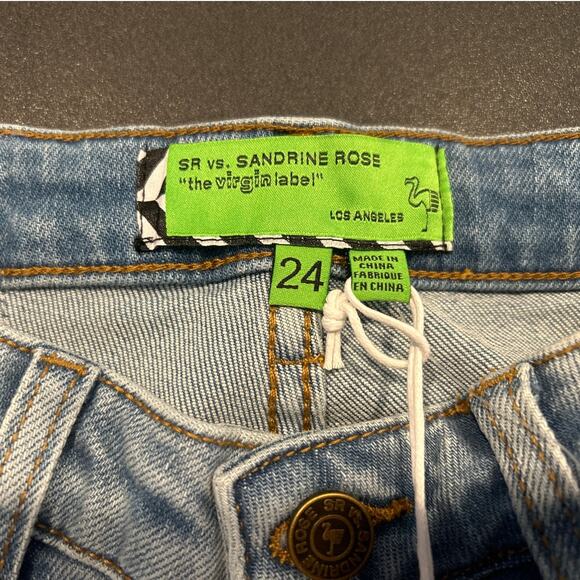 SR vs. SANDRINE ROSE
"the virgin label"
LOS ANGELES
24
MADE IN
CHINA
FABRIQUE
EN CHINA
SR VS. SANDRINE ROSE